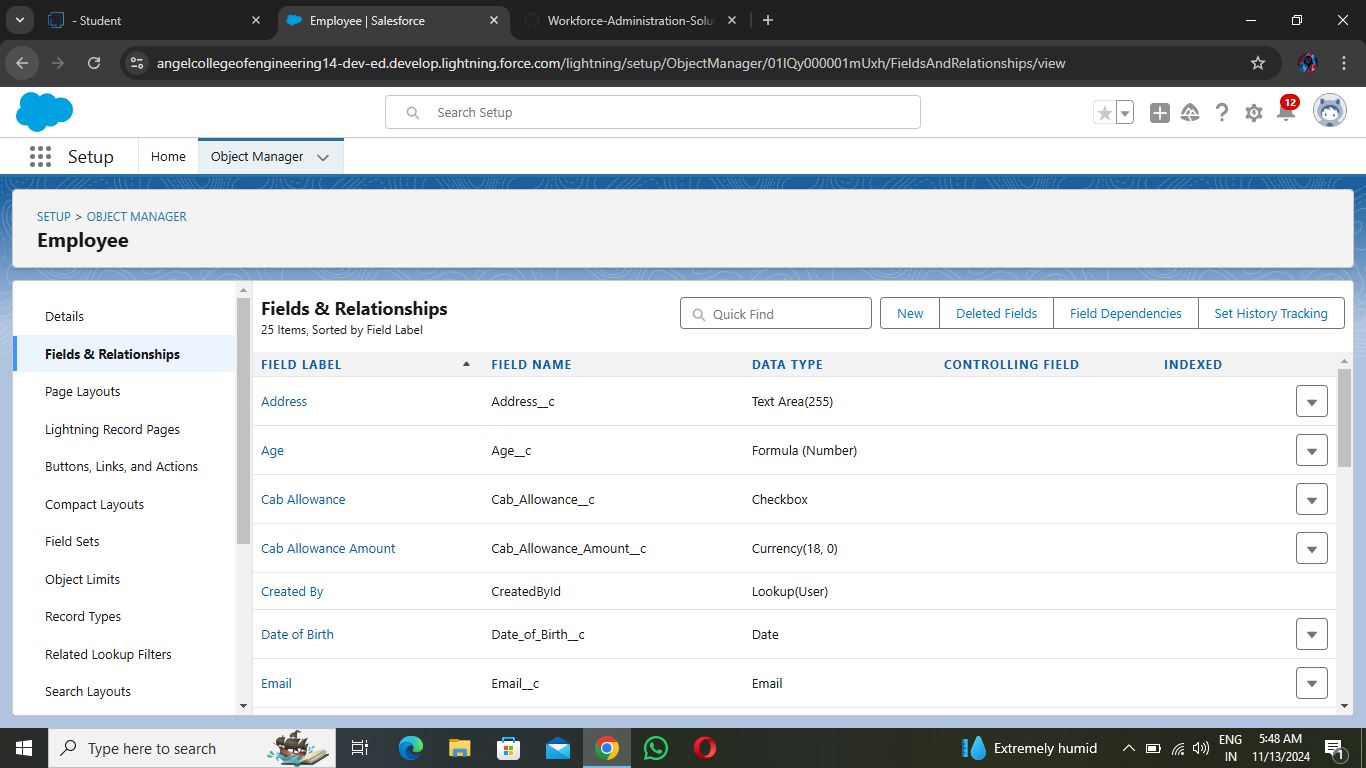 - Student
Employee | Salesforce
Workforce-Administration-Solu
angelcollegeofengineering14-dev-ed.develop.lightning.force.com/lightning/setup/ObjectManager/01IQy000001mUxh/FieldsAndRelationships/view
Search Setup
12
Setup
Home
Object Manager
SETUP > OBJECT MANAGER
Employee
Details
Fields & Relationships
Page Layouts
Lightning Record Pages
Buttons, Links, and Actions
Compact Layouts
Field Sets
Object Limits
Record Types
Related Lookup Filters
Search Layouts
Fields & Relationships
25 Items, Sorted by Field Label
Quick Find
New
Deleted Fields
Field Dependencies
Set History Tracking
FIELD LABEL FIELD NAME DATA TYPE CONTROLLING FIELD INDEXED
Address Address__c Text Area(255)
Age Age__c Formula (Number)
Cab Allowance Cab_Allowance__c Checkbox
Cab Allowance Amount Cab_Allowance_Amount__c Currency(18, 0)
Created By CreatedById Lookup(User)
Date of Birth Date_of_Birth__c Date
Email Email__c Email
Type here to search
Extremely humid
ENG
IN
5:48 AM
11/13/2024
1